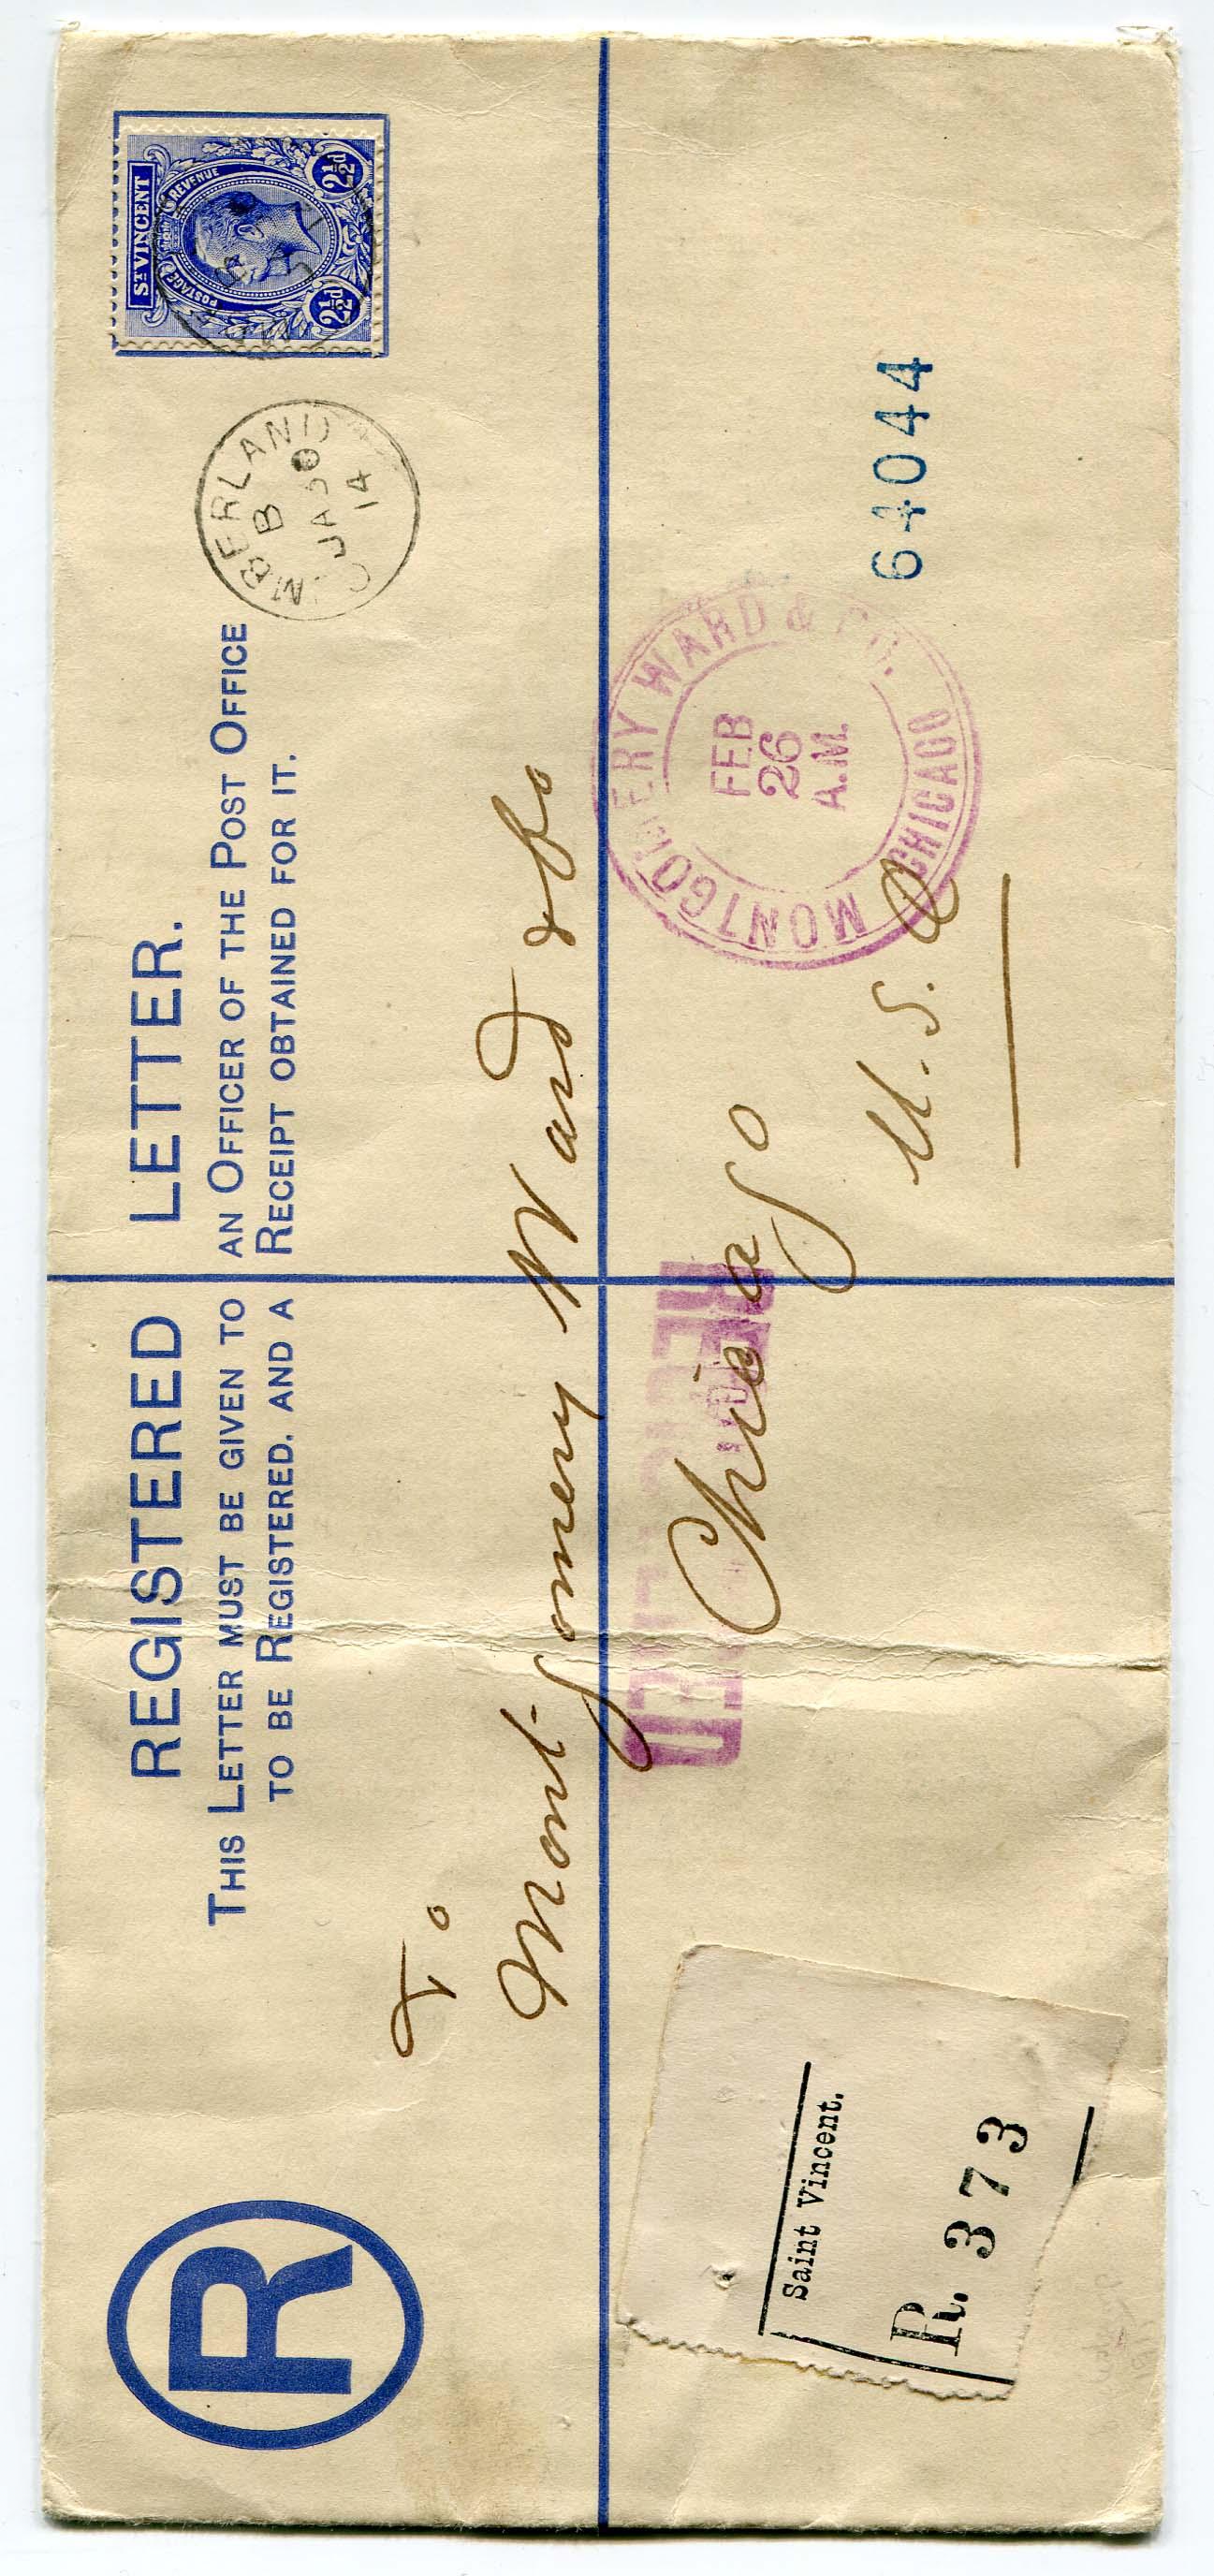 R
REGISTERED LETTER.
THIS LETTER MUST BE GIVEN TO AN OFFICER OF THE POST OFFICE
TO BE REGISTERED, AND A RECEIPT OBTAINED FOR IT.
ST VINCENT
POSTAGE & REVENUE
2½d 2½d
CUMBERLAND
B
JA 30
14
To
Montgomery Ward & Co
Chicago
U.S.A
REGISTERED
MONTGOMERY WARD & CO.
FEB
26
A.M.
CHICAGO
64044
Saint Vincent.
R. 373